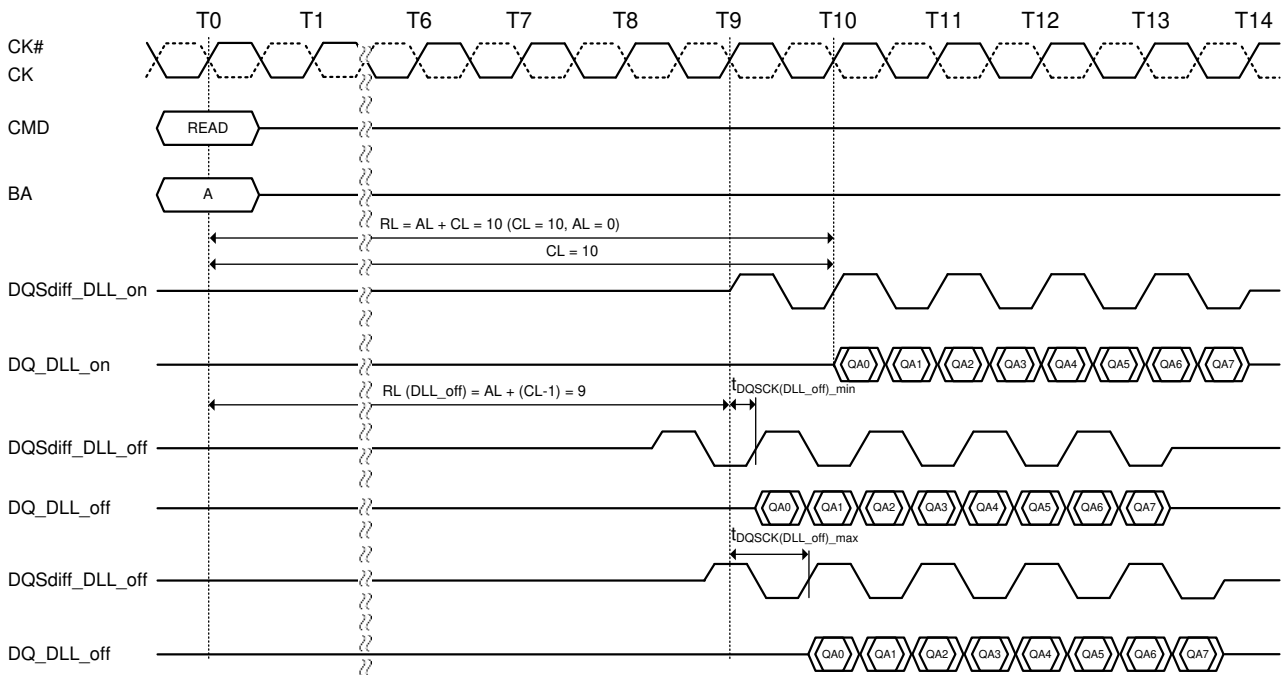 T0 T1 T6 T7 T8 T9 T10 T11 T12 T13 T14
CK#
CK
CMD READ
BA A
RL = AL + CL = 10 (CL = 10, AL = 0)
CL = 10
DQSdiff_DLL_on
DQ_DLL_on QA0 QA1 QA2 QA3 QA4 QA5 QA6 QA7
RL (DLL_off) = AL + (CL-1) = 9 tDQSCK(DLL_off)_min
DQSdiff_DLL_off
DQ_DLL_off QA0 QA1 QA2 QA3 QA4 QA5 QA6 QA7
tDQSCK(DLL_off)_max
DQSdiff_DLL_off
DQ_DLL_off QA0 QA1 QA2 QA3 QA4 QA5 QA6 QA7